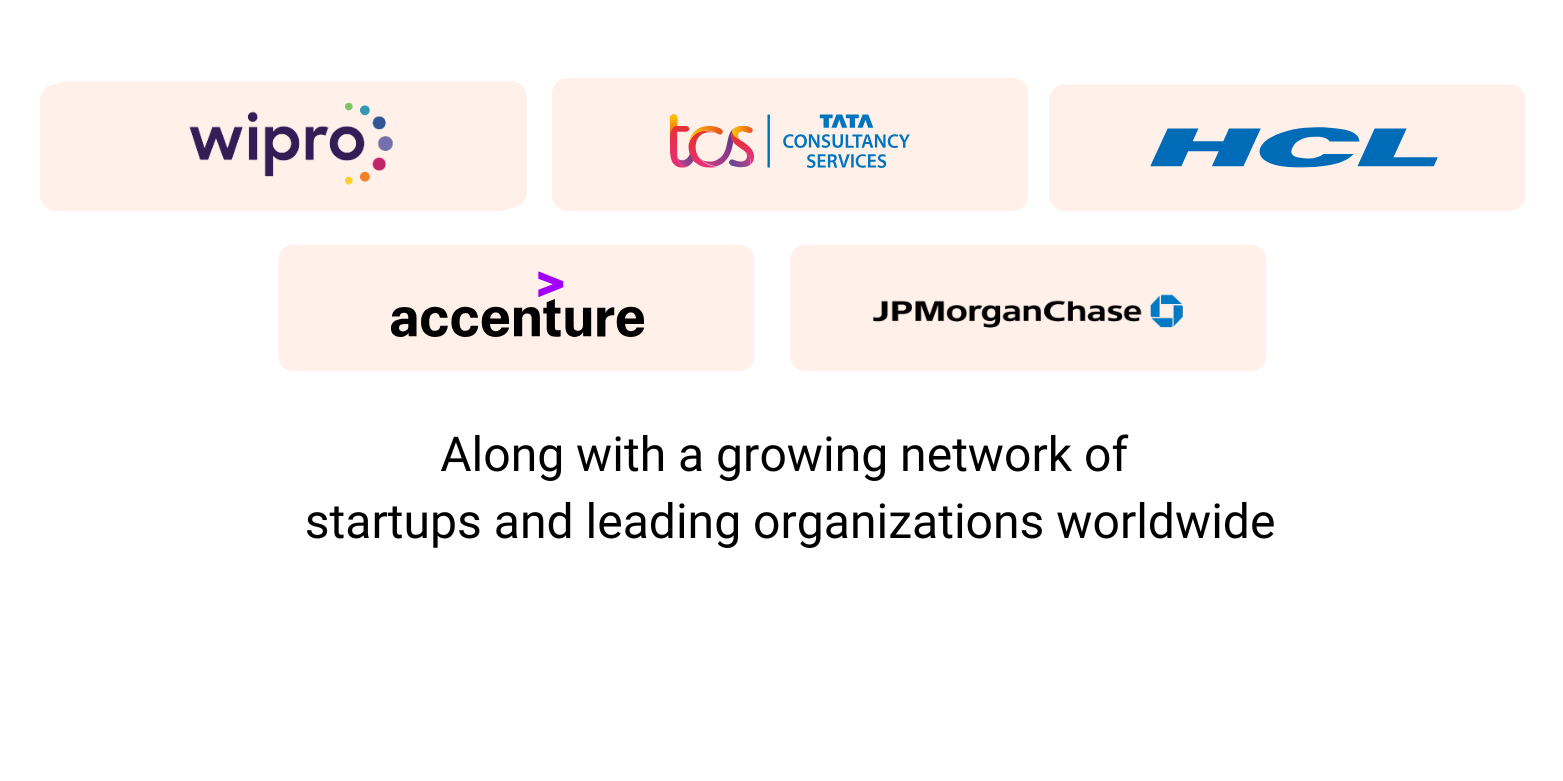 wipro
tcs
TATA
CONSULTANCY
SERVICES
HCL
accenture
JPMorganChase
Along with a growing network of
startups and leading organizations worldwide